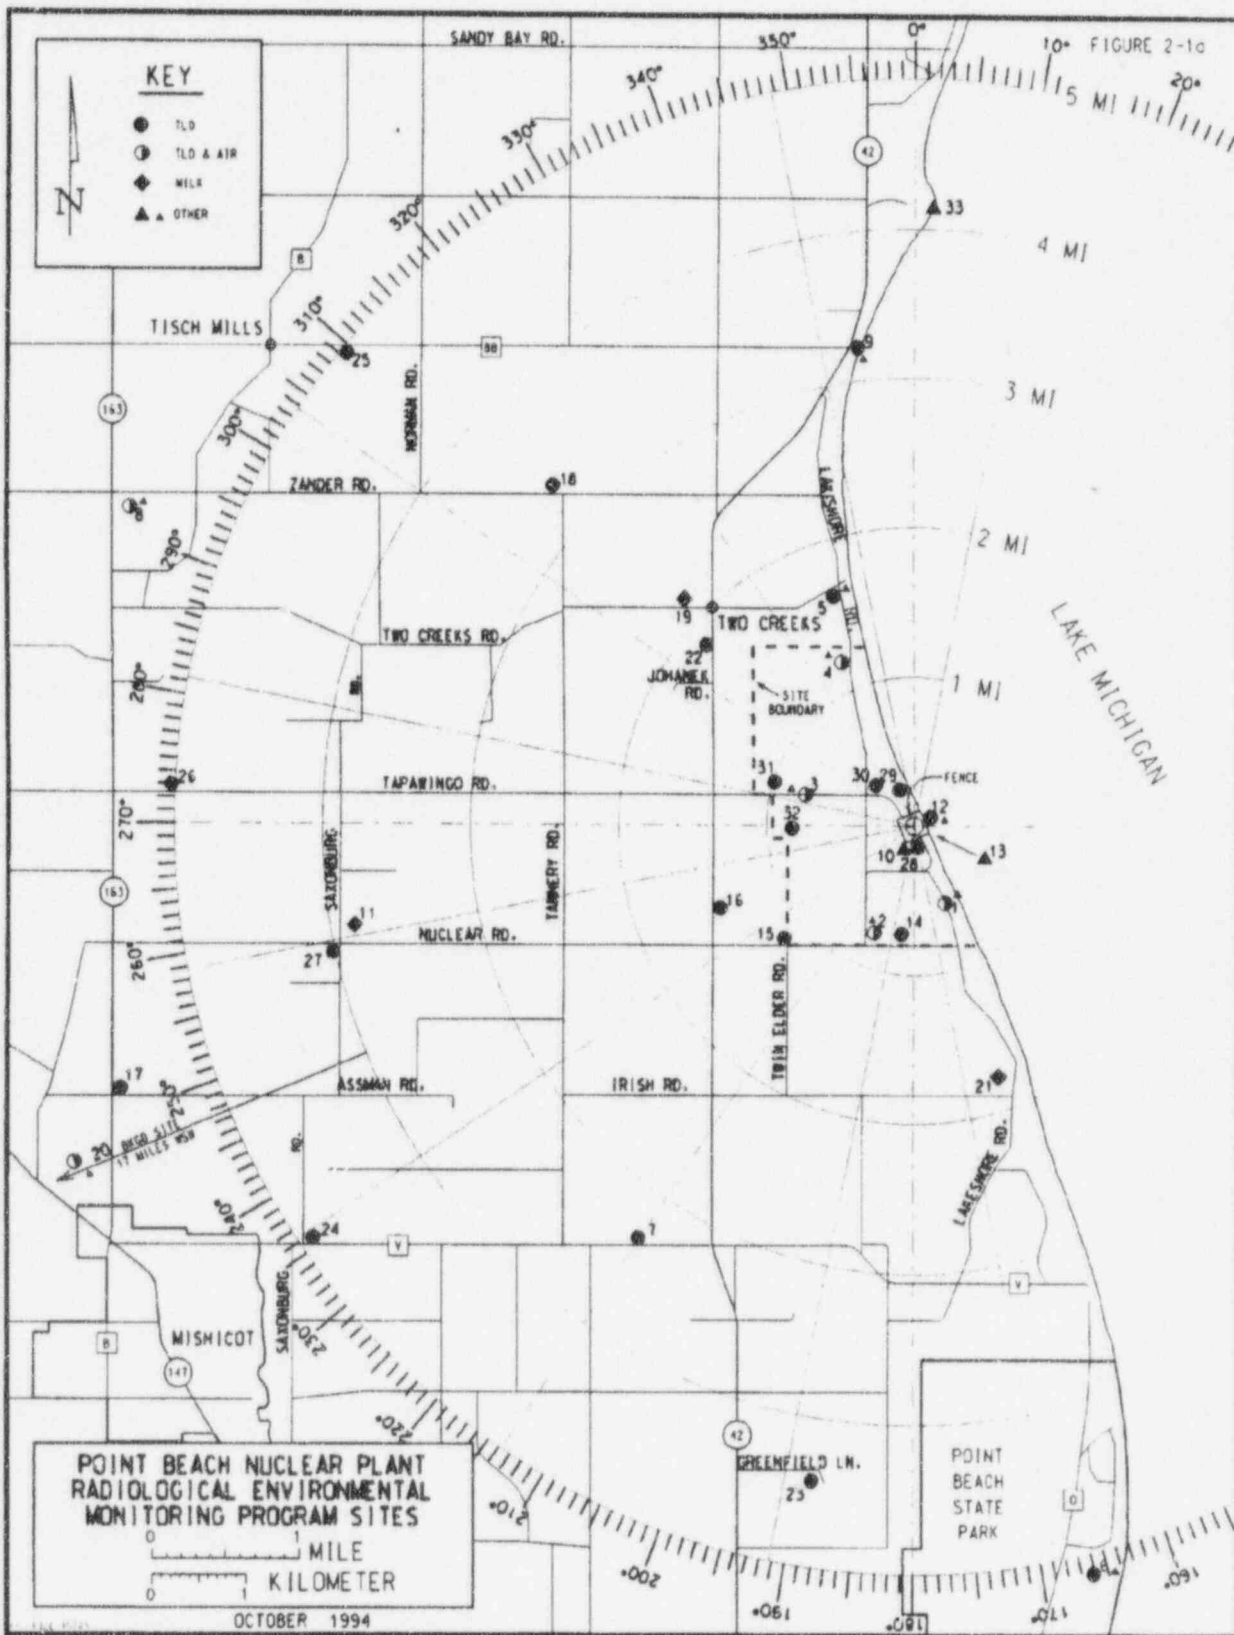 SANDY BAY RD.
350°
0°
10°
FIGURE 2-1a
20°
340°
5 MI
330°
KEY
TLD
TLD & AIR
MILK
OTHER
N
42
33
320°
4 MI
B
310°
TISCH MILLS
25
BB
9
3 MI
163
NORMAN RD.
300°
ZANDER RD.
18
LAKESHORE
RD.
8
290°
2 MI
19
5
TWO CREEKS
TWO CREEKS RD.
22
4
JOHANEK
RD.
SITE
BOUNDARY
1 MI
LAKE MICHIGAN
280°
RD.
26
TAPAWINGO RD.
31
3
30
29
FENCE
270°
32
12
10
28
13
SAXONBURG
TANNERY RD.
163
11
16
1
NUCLEAR RD.
15
2
14
27
260°
TWIN ELDER RD.
17
250°
ASSMAN RD.
IRISH RD.
21
20
BKGD SITE
17 MILES WSW
RD.
LAKESHORE RD.
240°
24
V
7
V
SAXONBURG
230°
MISHICOT
B
147
220°
42
GREENFIELD LN.
23
POINT
BEACH
STATE
PARK
O
210°
200°
190°
180°
170°
160°
POINT BEACH NUCLEAR PLANT
RADIOLOGICAL ENVIRONMENTAL
MONITORING PROGRAM SITES
0 1
MILE
0 1
KILOMETER
OCTOBER 1994